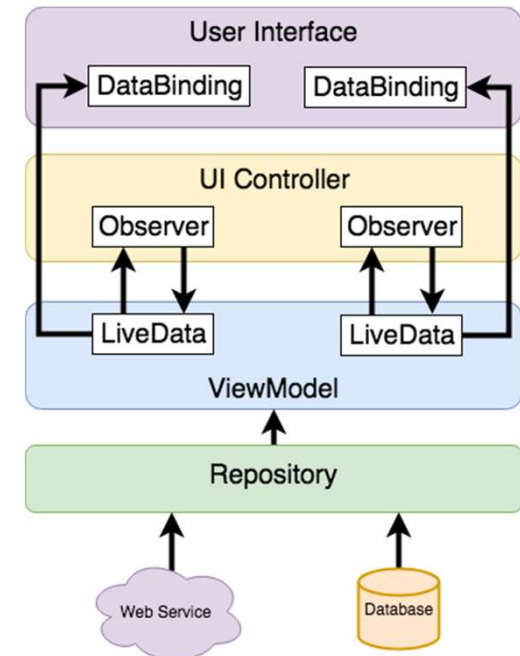 User Interface
DataBinding
DataBinding
UI Controller
Observer
Observer
LiveData
LiveData
ViewModel
Repository
Web Service
Database